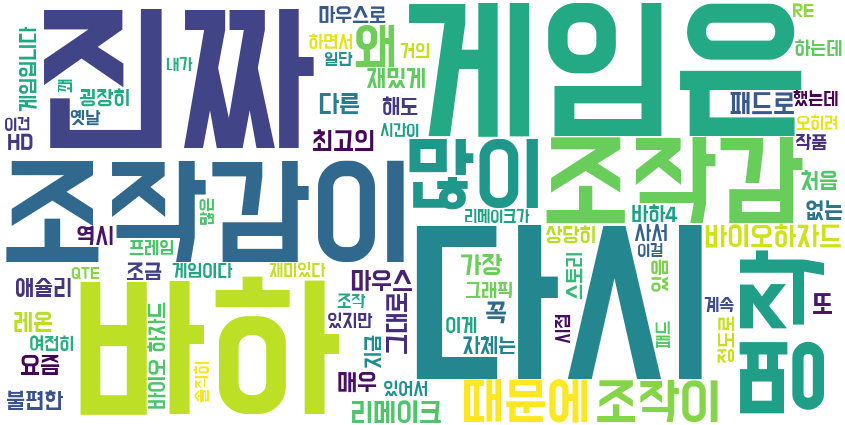 진짜
마우스로
왜
게임은
RE
하면서
일단
거의
하는데
내가
재밌게
게임입니다
꽤
굉장히
옛날
다른
해도
패드로
했는데
이건
HD
최고의
시간이
오히려
작품
조작감이
많이
조작감
처음
많은
리메이크가
바하4
없는
역시
프레임
상당히
사서
이걸
바이오하자드
조금
게임이다
재미있다
QTE
애슐리
바하
마우스
가장
다시
스토리
있음
명작
그래픽
조작
그대로
꼭
계속
또
레온
바이오 하자드
있지만
이게
시점
패드
정도로
여전히
지금
자체는
요즘
솔직히
매우
있어서
불편한
리메이크
때문에
조작이